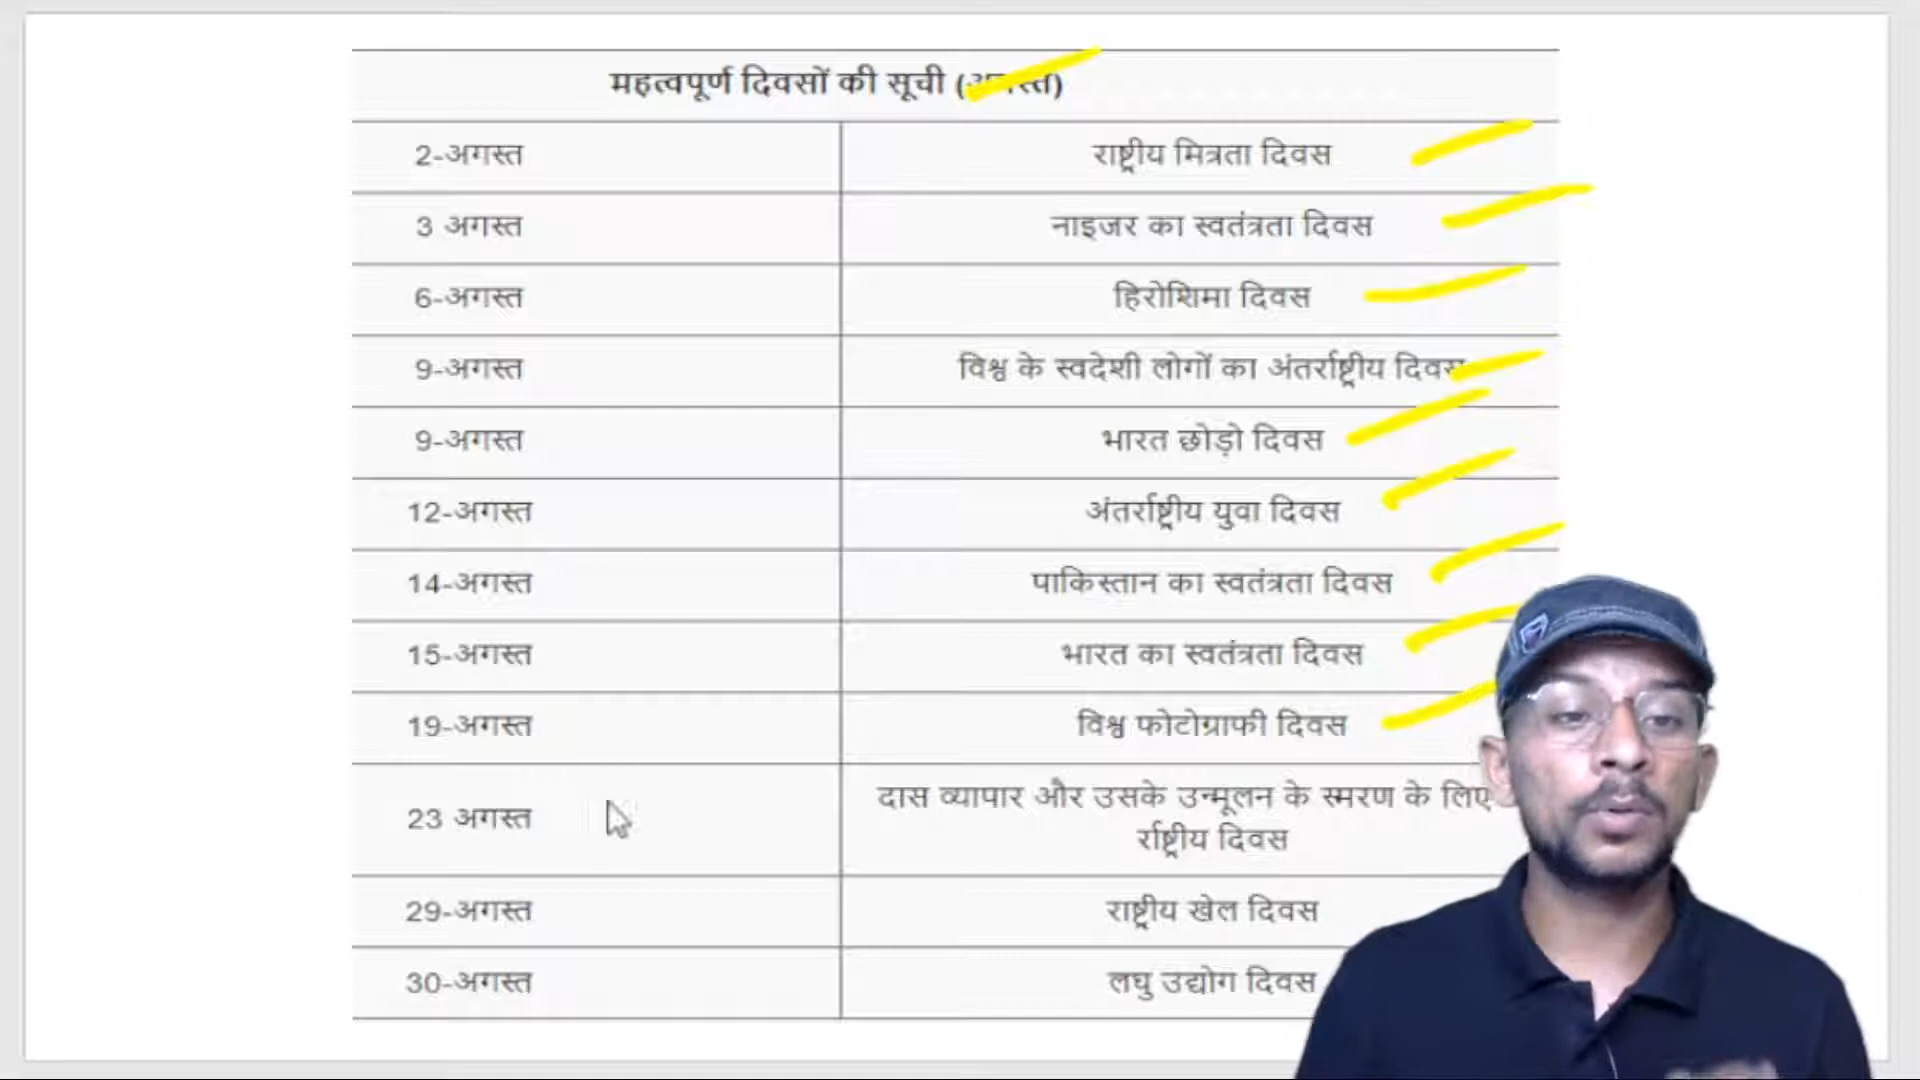 महत्वपूर्ण दिवसों की सूची (अगस्त)
2-अगस्त राष्ट्रीय मित्रता दिवस
3 अगस्त नाइजर का स्वतंत्रता दिवस
6-अगस्त हिरोशिमा दिवस
9-अगस्त विश्व के स्वदेशी लोगों का अंतर्राष्ट्रीय दिवस
9-अगस्त भारत छोड़ो दिवस
12-अगस्त अंतर्राष्ट्रीय युवा दिवस
14-अगस्त पाकिस्तान का स्वतंत्रता दिवस
15-अगस्त भारत का स्वतंत्रता दिवस
19-अगस्त विश्व फोटोग्राफी दिवस
23 अगस्त दास व्यापार और उसके उन्मूलन के स्मरण के लिए
र्राष्ट्रीय दिवस
29-अगस्त राष्ट्रीय खेल दिवस
30-अगस्त लघु उद्योग दिवस